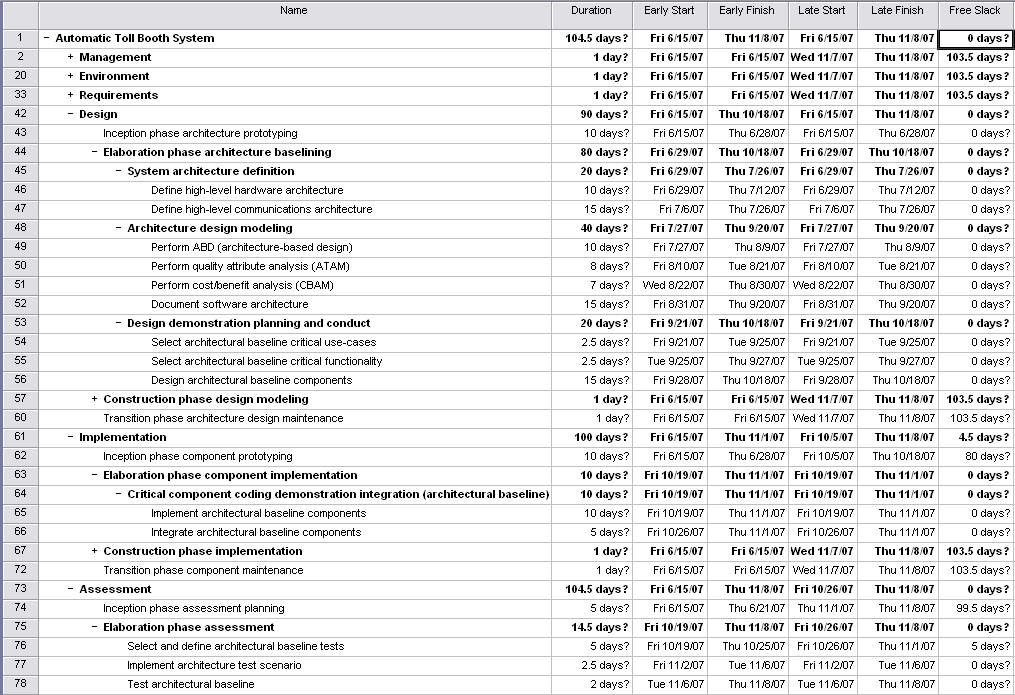 Name Duration Early Start Early Finish Late Start Late Finish Free Slack
1 − Automatic Toll Booth System 104.5 days? Fri 6/15/07 Thu 11/8/07 Fri 6/15/07 Thu 11/8/07 0 days?
2 + Management 1 day? Fri 6/15/07 Fri 6/15/07 Wed 11/7/07 Thu 11/8/07 103.5 days?
20 + Environment 1 day? Fri 6/15/07 Fri 6/15/07 Wed 11/7/07 Thu 11/8/07 103.5 days?
33 + Requirements 1 day? Fri 6/15/07 Fri 6/15/07 Wed 11/7/07 Thu 11/8/07 103.5 days?
42 − Design 90 days? Fri 6/15/07 Thu 10/18/07 Fri 6/15/07 Thu 11/8/07 0 days?
43 Inception phase architecture prototyping 10 days? Fri 6/15/07 Thu 6/28/07 Fri 6/15/07 Thu 6/28/07 0 days?
44 − Elaboration phase architecture baselining 80 days? Fri 6/29/07 Thu 10/18/07 Fri 6/29/07 Thu 10/18/07 0 days?
45 − System architecture definition 20 days? Fri 6/29/07 Thu 7/26/07 Fri 6/29/07 Thu 7/26/07 0 days?
46 Define high-level hardware architecture 10 days? Fri 6/29/07 Thu 7/12/07 Fri 6/29/07 Thu 7/12/07 0 days?
47 Define high-level communications architecture 15 days? Fri 7/6/07 Thu 7/26/07 Fri 7/6/07 Thu 7/26/07 0 days?
48 − Architecture design modeling 40 days? Fri 7/27/07 Thu 9/20/07 Fri 7/27/07 Thu 9/20/07 0 days?
49 Perform ABD (architecture-based design) 10 days? Fri 7/27/07 Thu 8/9/07 Fri 7/27/07 Thu 8/9/07 0 days?
50 Perform quality attribute analysis (ATAM) 8 days? Fri 8/10/07 Tue 8/21/07 Fri 8/10/07 Tue 8/21/07 0 days?
51 Perform cost/benefit analysis (CBAM) 7 days? Wed 8/22/07 Thu 8/30/07 Wed 8/22/07 Thu 8/30/07 0 days?
52 Document software architecture 15 days? Fri 8/31/07 Thu 9/20/07 Fri 8/31/07 Thu 9/20/07 0 days?
53 − Design demonstration planning and conduct 20 days? Fri 9/21/07 Thu 10/18/07 Fri 9/21/07 Thu 10/18/07 0 days?
54 Select architectural baseline critical use-cases 2.5 days? Fri 9/21/07 Tue 9/25/07 Fri 9/21/07 Tue 9/25/07 0 days?
55 Select architectural baseline critical functionality 2.5 days? Tue 9/25/07 Thu 9/27/07 Tue 9/25/07 Thu 9/27/07 0 days?
56 Design architectural baseline components 15 days? Fri 9/28/07 Thu 10/18/07 Fri 9/28/07 Thu 10/18/07 0 days?
57 + Construction phase design modeling 1 day? Fri 6/15/07 Fri 6/15/07 Wed 11/7/07 Thu 11/8/07 103.5 days?
60 Transition phase architecture design maintenance 1 day? Fri 6/15/07 Fri 6/15/07 Wed 11/7/07 Thu 11/8/07 103.5 days?
61 − Implementation 100 days? Fri 6/15/07 Thu 11/1/07 Fri 10/5/07 Thu 11/8/07 4.5 days?
62 Inception phase component prototyping 10 days? Fri 6/15/07 Thu 6/28/07 Fri 10/5/07 Thu 10/18/07 80 days?
63 − Elaboration phase component implementation 10 days? Fri 10/19/07 Thu 11/1/07 Fri 10/19/07 Thu 11/1/07 0 days?
64 − Critical component coding demonstration integration (architectural baseline) 10 days? Fri 10/19/07 Thu 11/1/07 Fri 10/19/07 Thu 11/1/07 0 days?
65 Implement architectural baseline components 10 days? Fri 10/19/07 Thu 11/1/07 Fri 10/19/07 Thu 11/1/07 0 days?
66 Integrate architectural baseline components 5 days? Fri 10/26/07 Thu 11/1/07 Fri 10/26/07 Thu 11/1/07 0 days?
67 + Construction phase implementation 1 day? Fri 6/15/07 Fri 6/15/07 Wed 11/7/07 Thu 11/8/07 103.5 days?
72 Transition phase component maintenance 1 day? Fri 6/15/07 Fri 6/15/07 Wed 11/7/07 Thu 11/8/07 103.5 days?
73 − Assessment 104.5 days? Fri 6/15/07 Thu 11/8/07 Fri 10/26/07 Thu 11/8/07 0 days?
74 Inception phase assessment planning 5 days? Fri 6/15/07 Thu 6/21/07 Thu 11/1/07 Thu 11/8/07 99.5 days?
75 − Elaboration phase assessment 14.5 days? Fri 10/19/07 Thu 11/8/07 Fri 10/26/07 Thu 11/8/07 0 days?
76 Select and define architectural baseline tests 5 days? Fri 10/19/07 Thu 10/25/07 Fri 10/26/07 Thu 11/1/07 5 days?
77 Implement architecture test scenario 2.5 days? Fri 11/2/07 Tue 11/6/07 Fri 11/2/07 Tue 11/6/07 0 days?
78 Test architectural baseline 2 days? Tue 11/6/07 Thu 11/8/07 Tue 11/6/07 Thu 11/8/07 0 days?